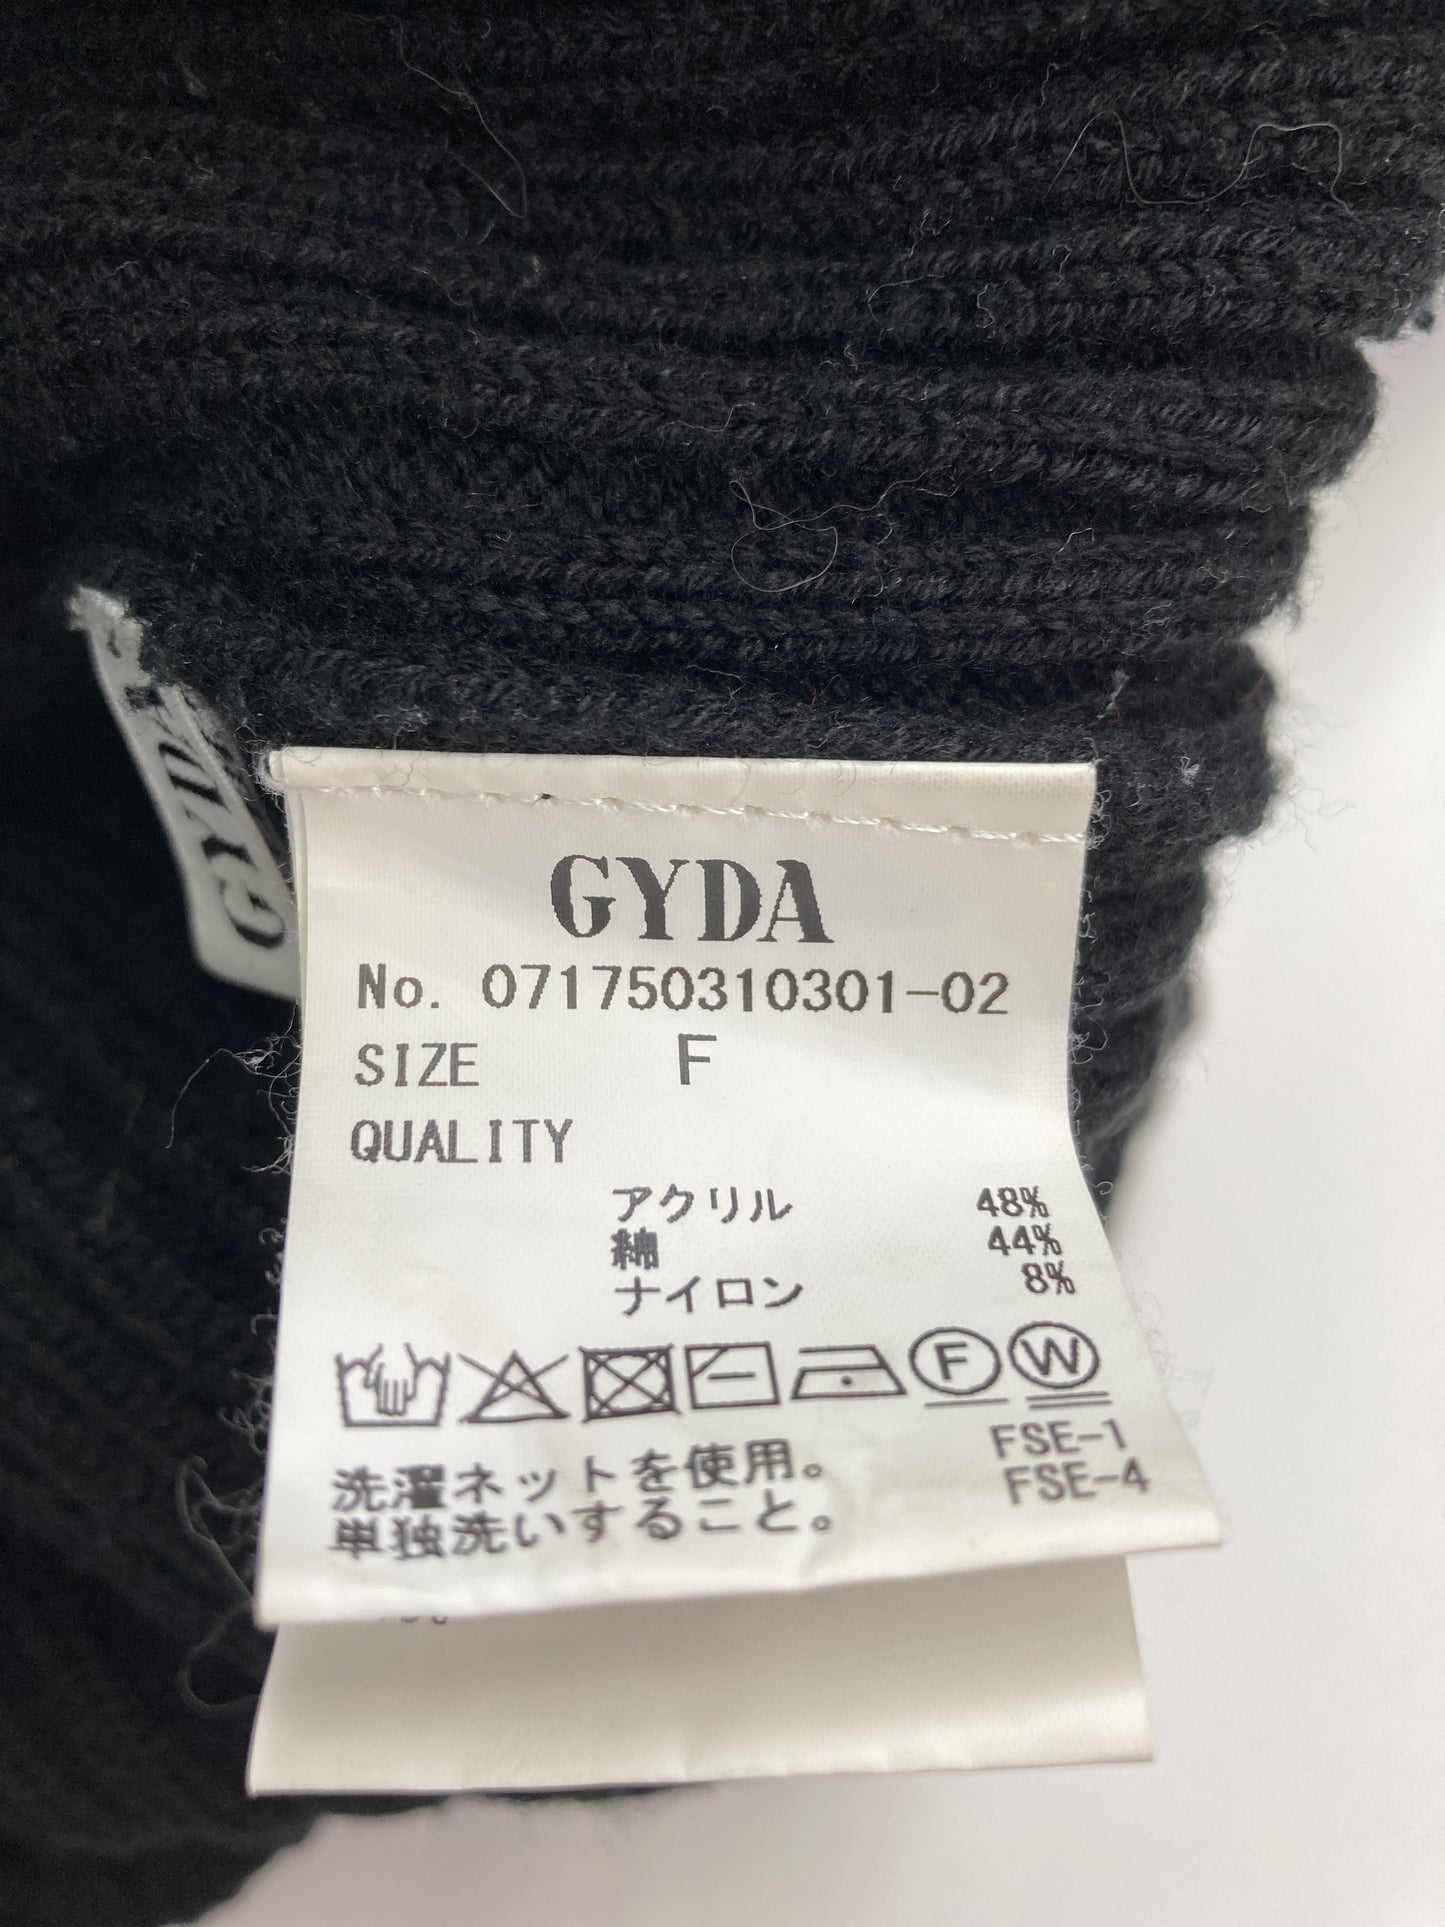 GYDA
GYDA
No. 071750310301-02
SIZE F
QUALITY
アクリル 48%
綿 44%
ナイロン 8%
F W
FSE-1
FSE-4
洗濯ネットを使用。
単独洗いすること。